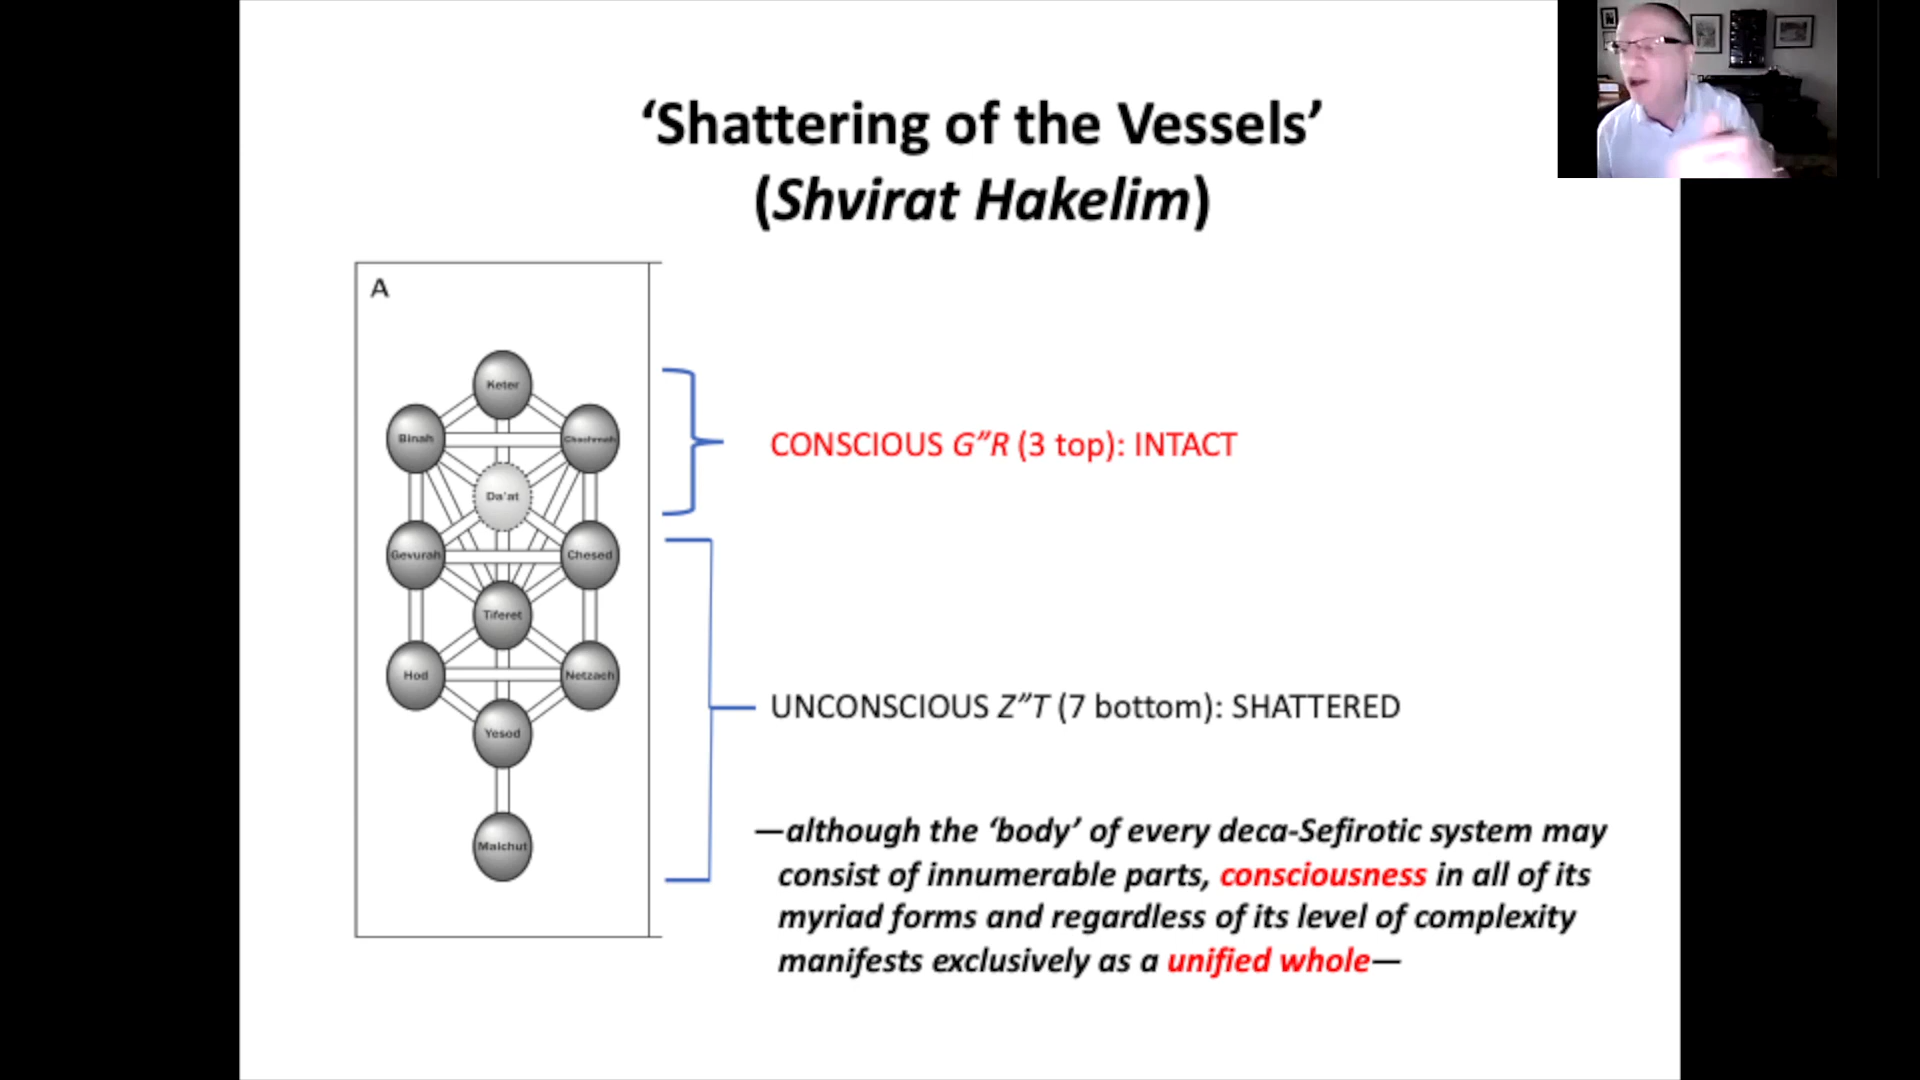 ‘Shattering of the Vessels’
(Shvirat Hakelim)
A
Keter
Binah
Chochmah
Da'at
Gevurah
Chesed
Tiferet
Hod
Netzach
Yesod
Malchut
CONSCIOUS G”R (3 top): INTACT
UNCONSCIOUS Z”T (7 bottom): SHATTERED
—although the ‘body’ of every deca-Sefirotic system may
consist of innumerable parts, consciousness in all of its
myriad forms and regardless of its level of complexity
manifests exclusively as a unified whole—